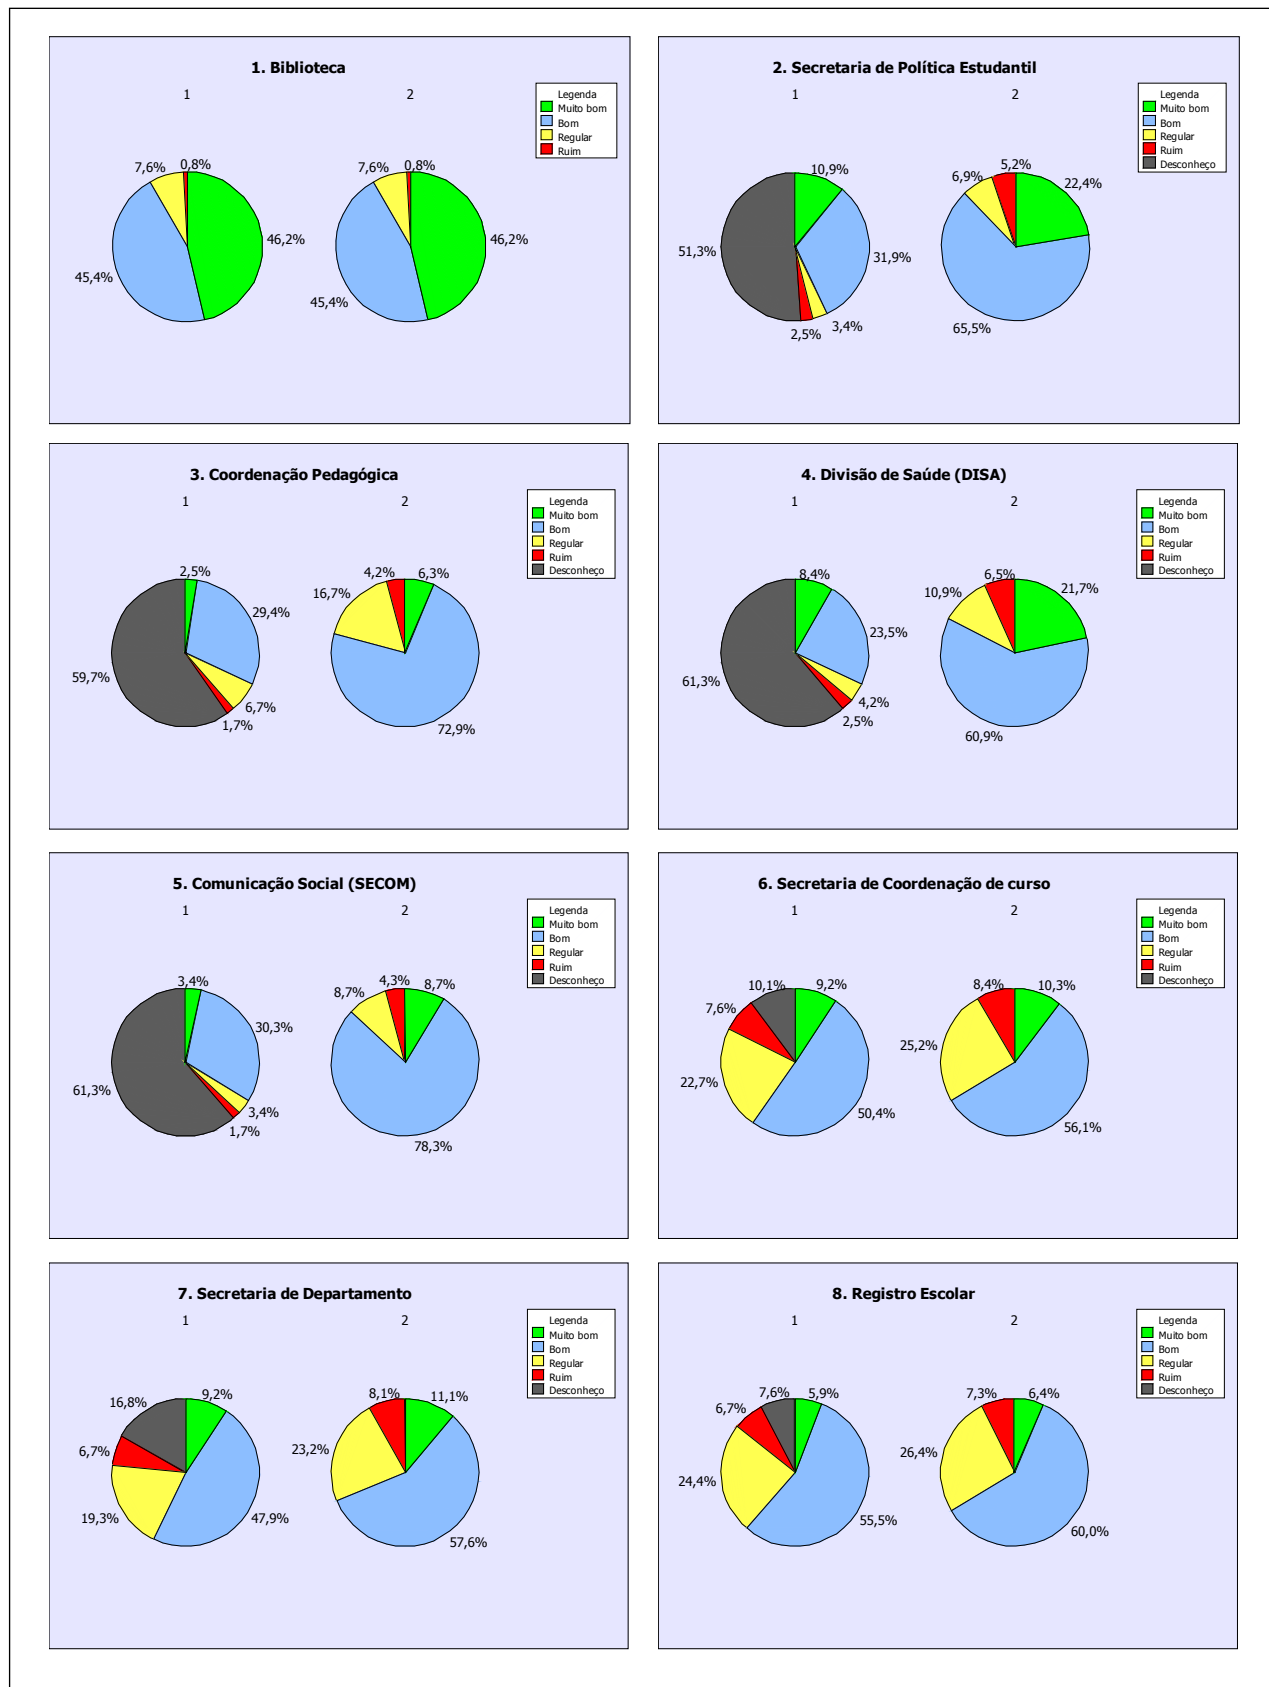 1. Biblioteca
1
2
Legenda
Muito bom
Bom
Regular
Ruim
7,6%
0,8%
46,2%
45,4%
7,6%
0,8%
46,2%
45,4%
2. Secretaria de Política Estudantil
1
2
Legenda
Muito bom
Bom
Regular
Ruim
Desconheço
10,9%
31,9%
3,4%
2,5%
51,3%
5,2%
6,9%
22,4%
65,5%
3. Coordenação Pedagógica
1
2
Legenda
Muito bom
Bom
Regular
Ruim
Desconheço
2,5%
29,4%
6,7%
1,7%
59,7%
4,2%
6,3%
16,7%
72,9%
4. Divisão de Saúde (DISA)
1
2
Legenda
Muito bom
Bom
Regular
Ruim
Desconheço
8,4%
23,5%
4,2%
2,5%
61,3%
6,5%
10,9%
21,7%
60,9%
5. Comunicação Social (SECOM)
1
2
Legenda
Muito bom
Bom
Regular
Ruim
Desconheço
3,4%
30,3%
3,4%
1,7%
61,3%
4,3%
8,7%
8,7%
78,3%
6. Secretaria de Coordenação de curso
1
2
Legenda
Muito bom
Bom
Regular
Ruim
Desconheço
10,1%
9,2%
7,6%
22,7%
50,4%
8,4%
10,3%
25,2%
56,1%
7. Secretaria de Departamento
1
2
Legenda
Muito bom
Bom
Regular
Ruim
Desconheço
16,8%
9,2%
6,7%
19,3%
47,9%
8,1%
11,1%
23,2%
57,6%
8. Registro Escolar
1
2
Legenda
Muito bom
Bom
Regular
Ruim
Desconheço
7,6%
5,9%
6,7%
24,4%
55,5%
7,3%
6,4%
26,4%
60,0%